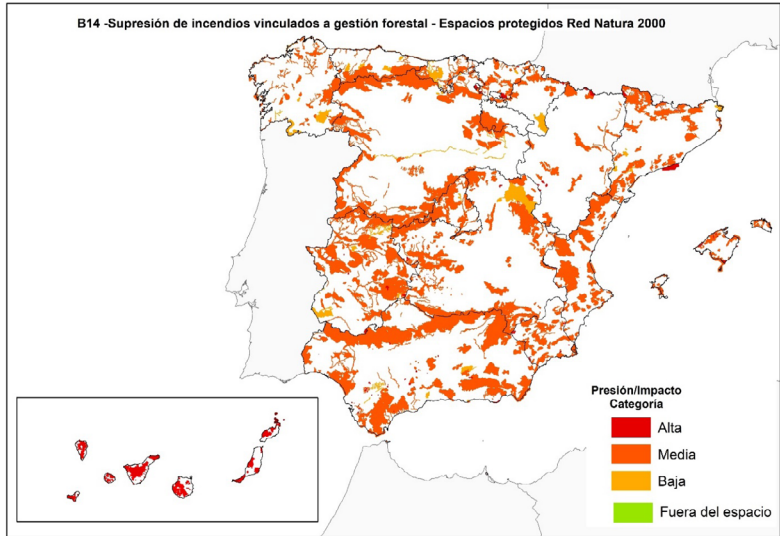 B14 -Supresión de incendios vinculados a gestión forestal - Espacios protegidos Red Natura 2000
Presión/Impacto
Categoría
Alta
Media
Baja
Fuera del espacio